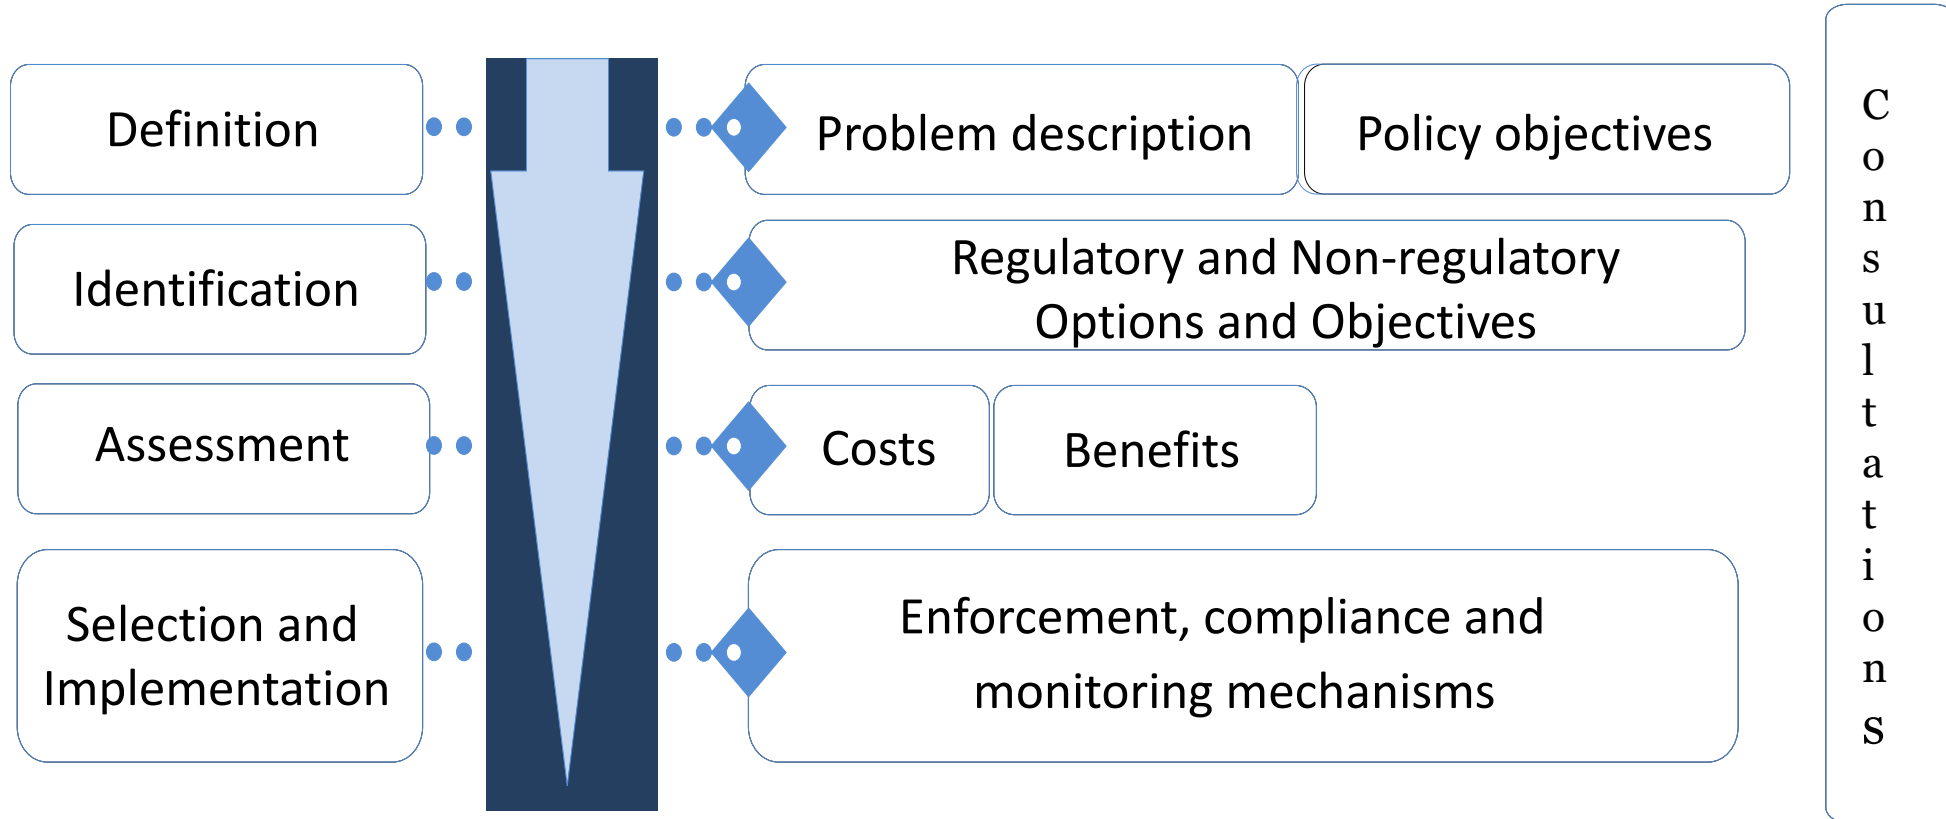 Definition
Problem description
Policy objectives
Identification
Regulatory and Non-regulatory
Options and Objectives
Assessment
Costs
Benefits
Selection and
Implementation
Enforcement, compliance and
monitoring mechanisms
C
o
n
s
u
l
t
a
t
i
o
n
s